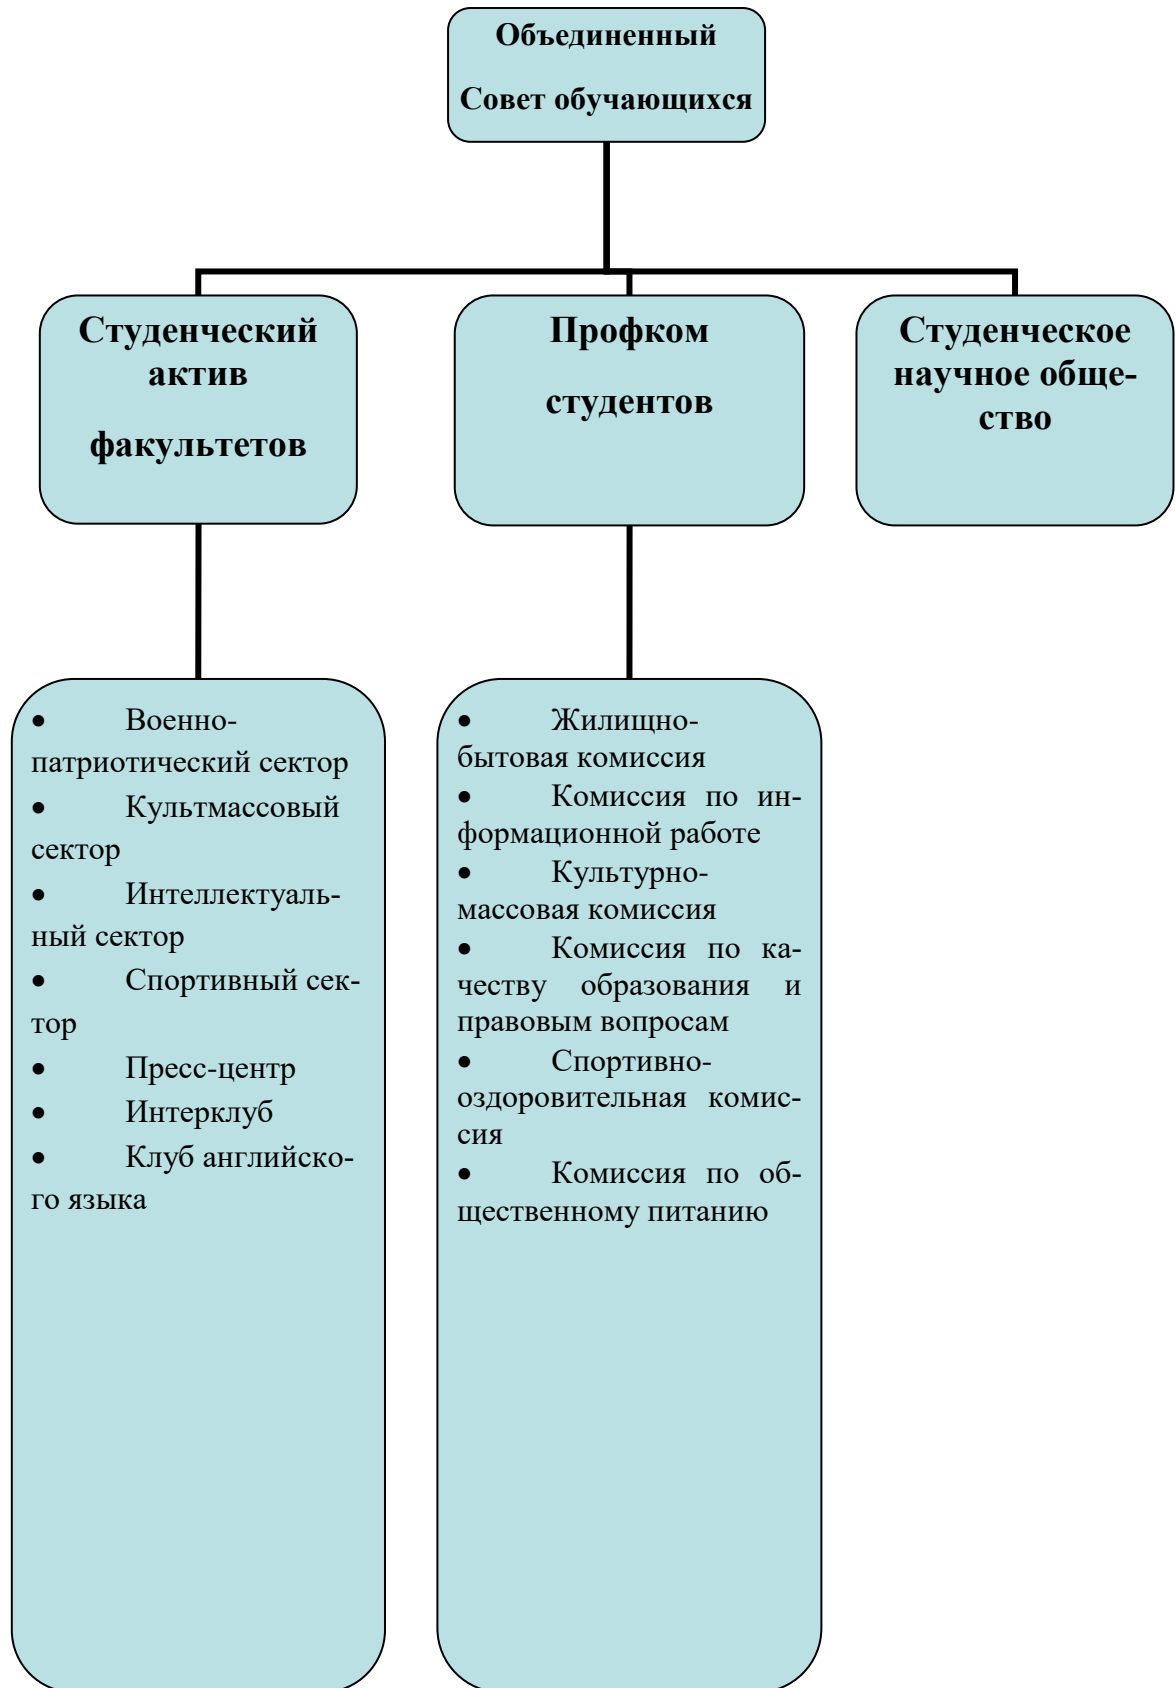 Объединенный
Совет обучающихся
Студенческий
актив
факультетов
Профком
студентов
Студенческое
научное обще-
ство
• Военно-
патриотический сектор
• Культмассовый
сектор
• Интеллектуаль-
ный сектор
• Спортивный сек-
тор
• Пресс-центр
• Интерклуб
• Клуб английско-
го языка
• Жилищно-
бытовая комиссия
• Комиссия по ин-
формационной работе
• Культурно-
массовая комиссия
• Комиссия по ка-
честву образования и
правовым вопросам
• Спортивно-
оздоровительная комис-
сия
• Комиссия по об-
щественному питанию